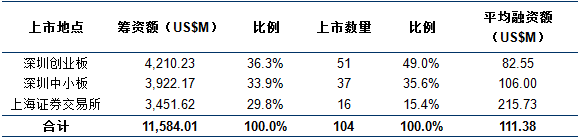 上市地点 筹资额（US$M） 比例 上市数量 比例 平均融资额（US$M）
深圳创业板 4,210.23 36.3% 51 49.0% 82.55
深圳中小板 3,922.17 33.9% 37 35.6% 106.00
上海证券交易所 3,451.62 29.8% 16 15.4% 215.73
合计 11,584.01 100.0% 104 100.0% 111.38